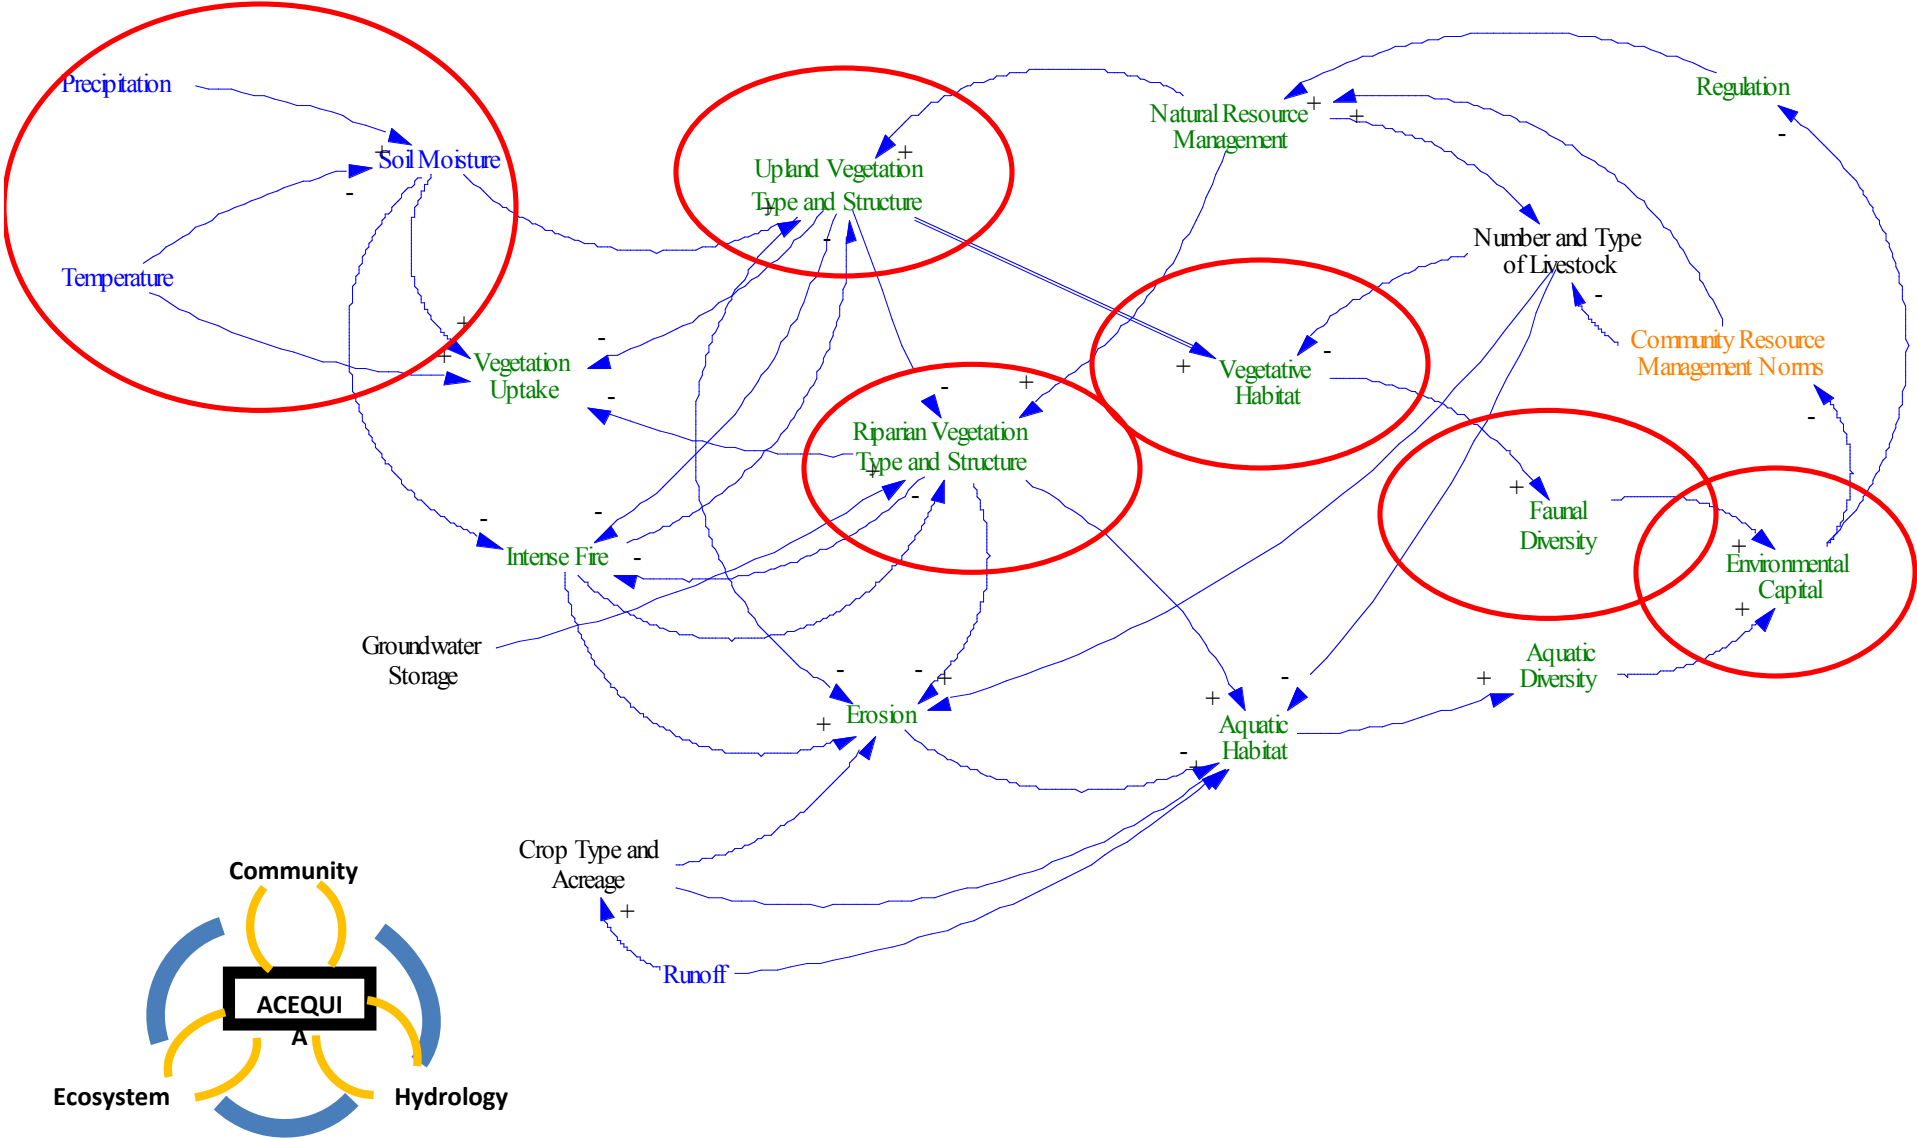 Precipitation
+
Soil Moisture
-
Temperature
+
+
Vegetation
Uptake
-
-
+
Upland Vegetation
Type and Structure
+
-
+
Natural Resource
Management
+
+
Regulation
-
Number and Type
of Livestock
-
Community Resource
Management Norms
-
-
+
Vegetative
Habitat
-
+
Riparian Vegetation
Type and Structure
+
-
+
Faunal
Diversity
+
Environmental
Capital
+
-
-
Intense Fire
-
Groundwater
Storage
-
-
+
Erosion
+
+
-
Aquatic
Habitat
-
+
+
Aquatic
Diversity
Crop Type and
Acreage
+
Runoff
Community
ACEQUI
A
Ecosystem
Hydrology